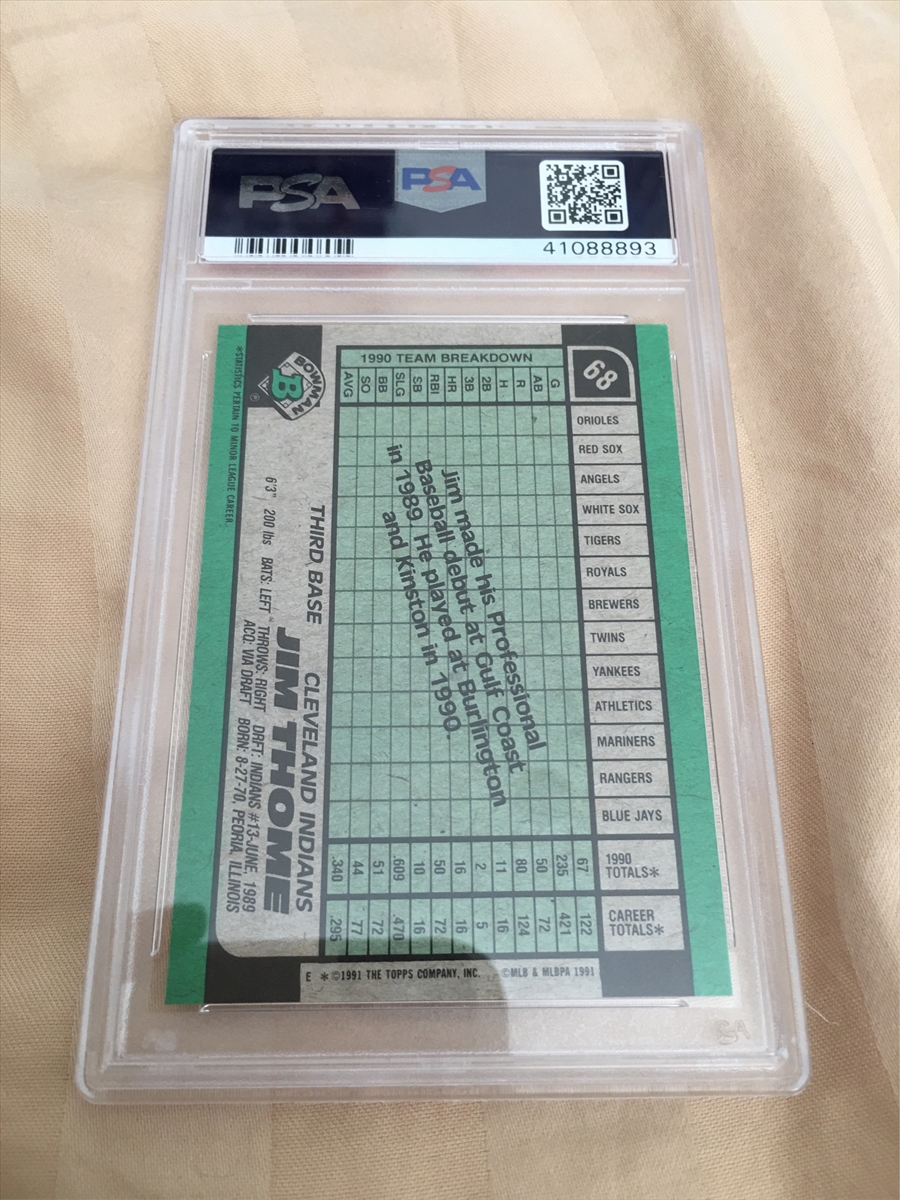 PSA
PSA
41088893
68
ORIOLES
RED SOX
ANGELS
WHITE SOX
TIGERS
ROYALS
BREWERS
TWINS
YANKEES
ATHLETICS
MARINERS
RANGERS
BLUE JAYS
1990 TOTALS*
CAREER TOTALS*
1990 TEAM BREAKDOWN
G 67 122
AB 235 421
R 50 72
H 80 124
2B 11 16
3B 2 5
HR 16 16
RBI 50 72
SB 10 16
SLG .609 .470
BB 51 72
SO 44 77
AVG .340 .295
Jim made his Professional
Baseball debut at Gulf Coast
in 1989. He played at Burlington
and Kinston in 1990.
BOWMAN
B
THIRD BASE CLEVELAND INDIANS
JIM THOME
6'3" 200 lbs BATS: LEFT THROWS: RIGHT DRFT: INDIANS #13-JUNE, 1989
ACQ: VIA DRAFT BORN: 8-27-70, PEORIA, ILLINOIS
*STATISTICS PERTAIN TO MINOR LEAGUE CAREER.
E *©1991 THE TOPPS COMPANY, INC. ©MLB & MLBPA 1991
PSA